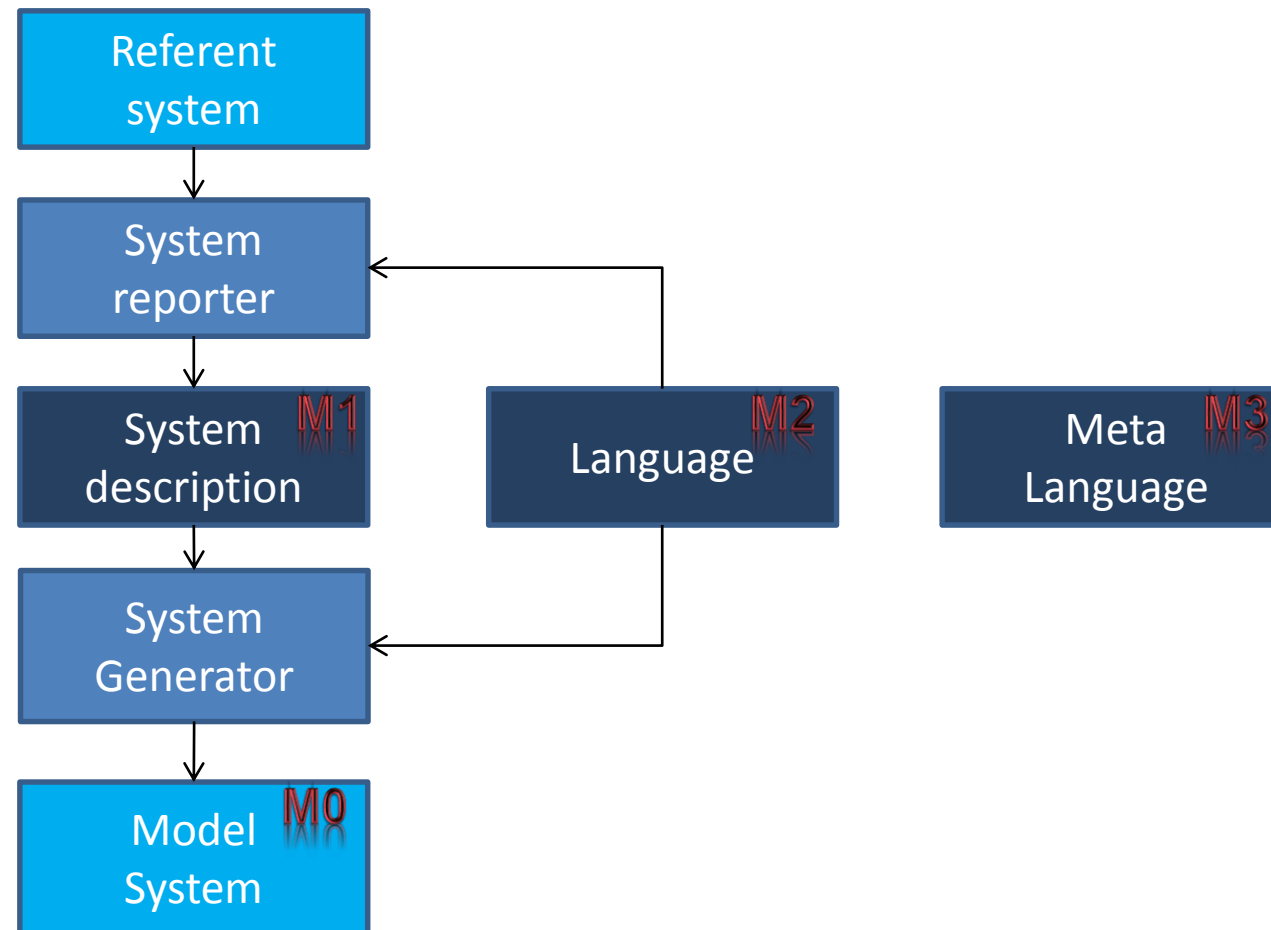 Referent
system
System
reporter
System M1
description
Language M2
Meta M3
Language
System
Generator
Model M0
System